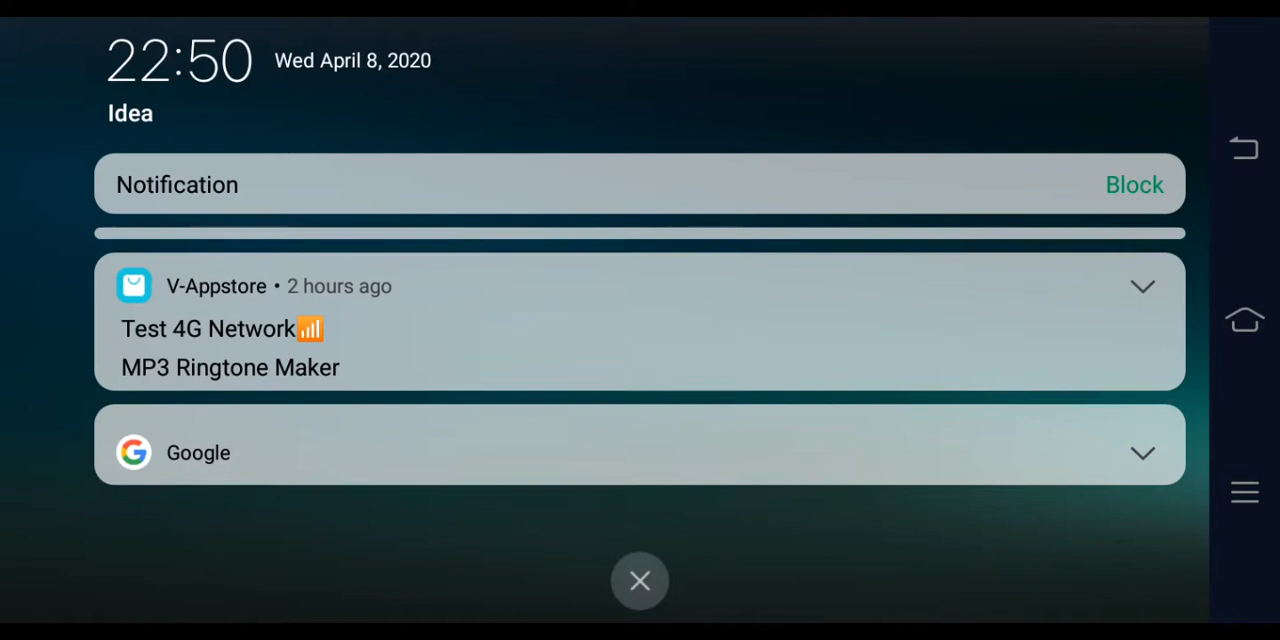 22:50 Wed April 8, 2020
Idea
Notification Block
V-Appstore • 2 hours ago
Test 4G Network📶
MP3 Ringtone Maker
Google